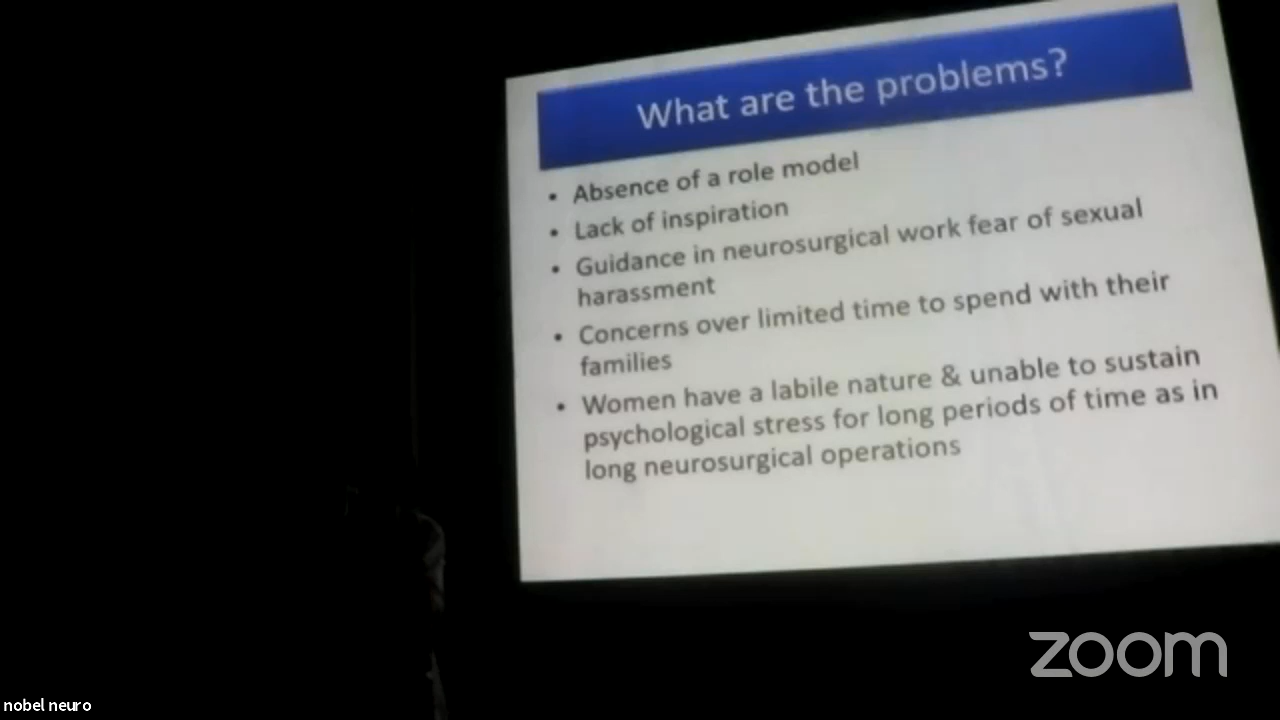 What are the problems?
• Absence of a role model
• Lack of inspiration
• Guidance in neurosurgical work fear of sexual
harassment
• Concerns over limited time to spend with their
families
• Women have a labile nature & unable to sustain
psychological stress for long periods of time as in
long neurosurgical operations
zoom
nobel neuro